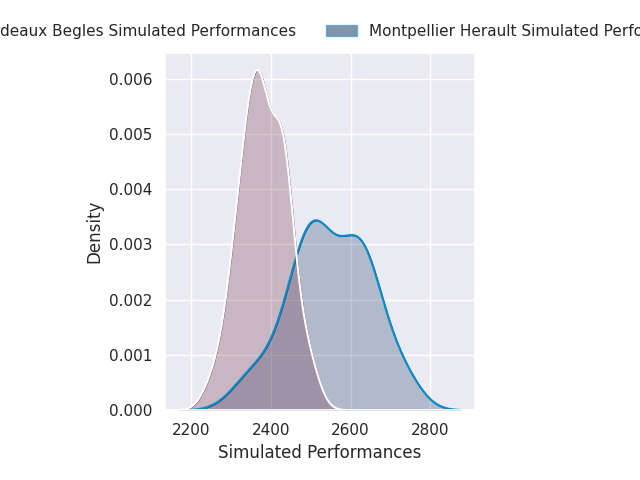 deaux Begles Simulated Performances Montpellier Herault Simulated Perfo
0.006
0.005
0.004
0.003
0.002
0.001
0.000
Density
2200 2400 2600 2800
Simulated Performances